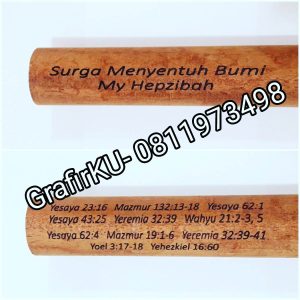 Surga Menyentuh Bumi
My Hepzibah
GrafirKU- 0811973498
Yesaya 23:16 Mazmur 132:13-18 Yesaya 62:1
Yesaya 43:25 Yeremia 32:39 Wahyu 21:2-3, 5
Yesaya 62:4 Mazmur 19:1-6 Yeremia 32:39-41
Yoel 3:17-18 Yehezkiel 16:60